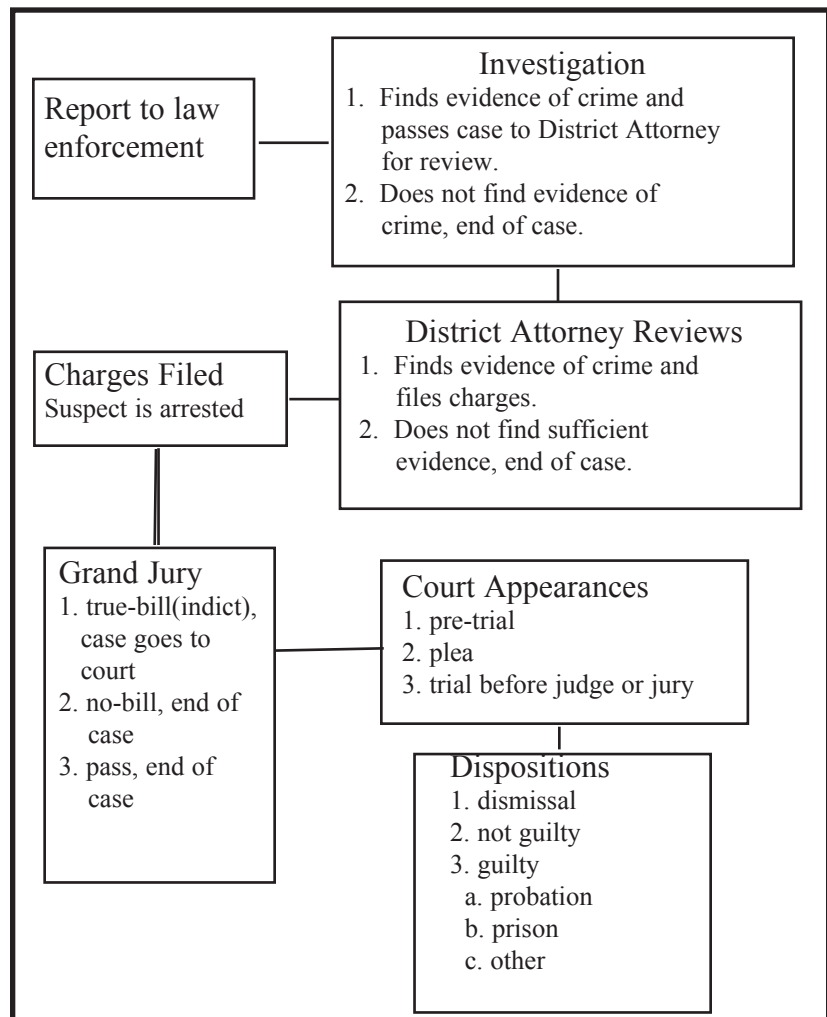 Report to law
enforcement
Investigation
1. Finds evidence of crime and
passes case to District Attorney
for review.
2. Does not find evidence of
crime, end of case.
District Attorney Reviews
1. Finds evidence of crime and
files charges.
2. Does not find sufficient
evidence, end of case.
Charges Filed
Suspect is arrested
Grand Jury
1. true-bill(indict),
case goes to
court
2. no-bill, end of
case
3. pass, end of
case
Court Appearances
1. pre-trial
2. plea
3. trial before judge or jury
Dispositions
1. dismissal
2. not guilty
3. guilty
a. probation
b. prison
c. other